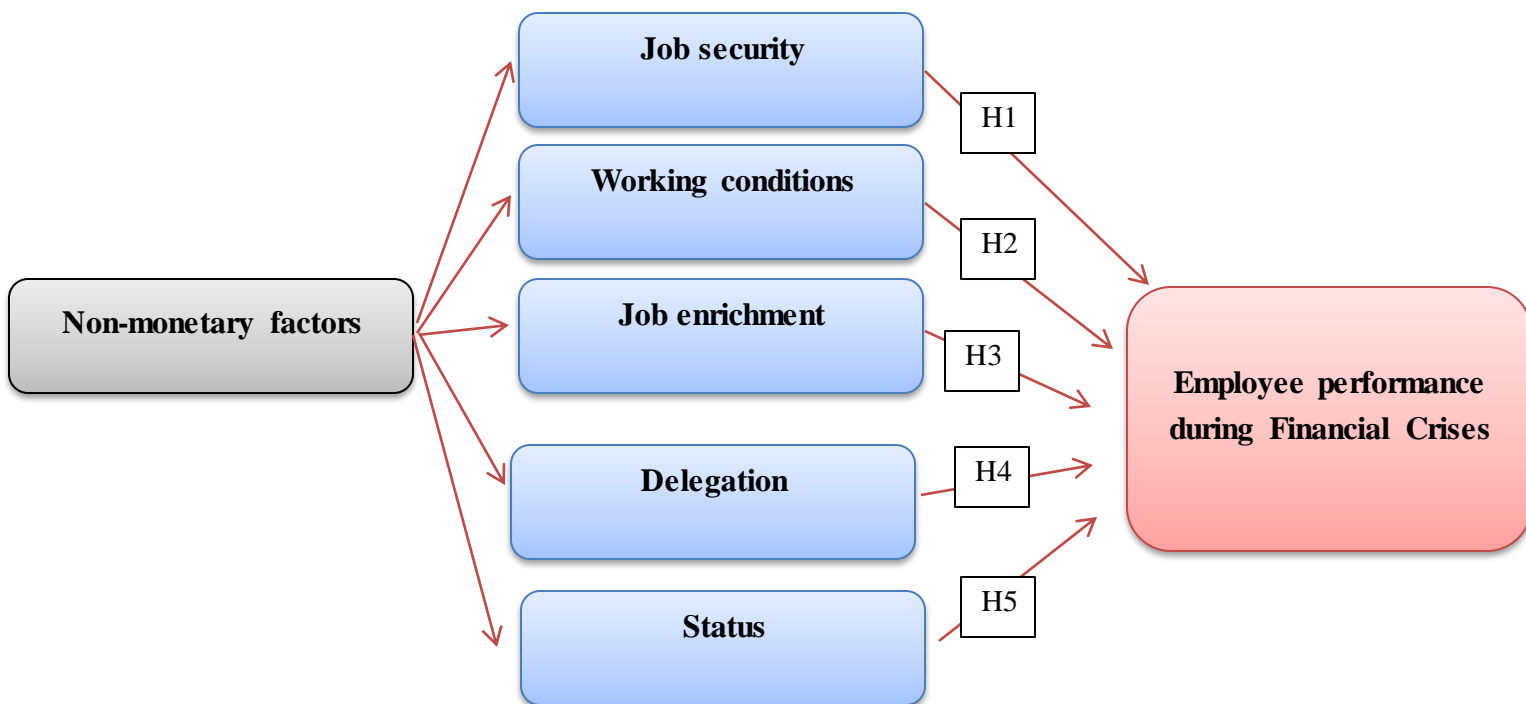 Job security
H1
Working conditions
H2
Non-monetary factors
Job enrichment
H3
Employee performance
during Financial Crises
Delegation
H4
Status
H5